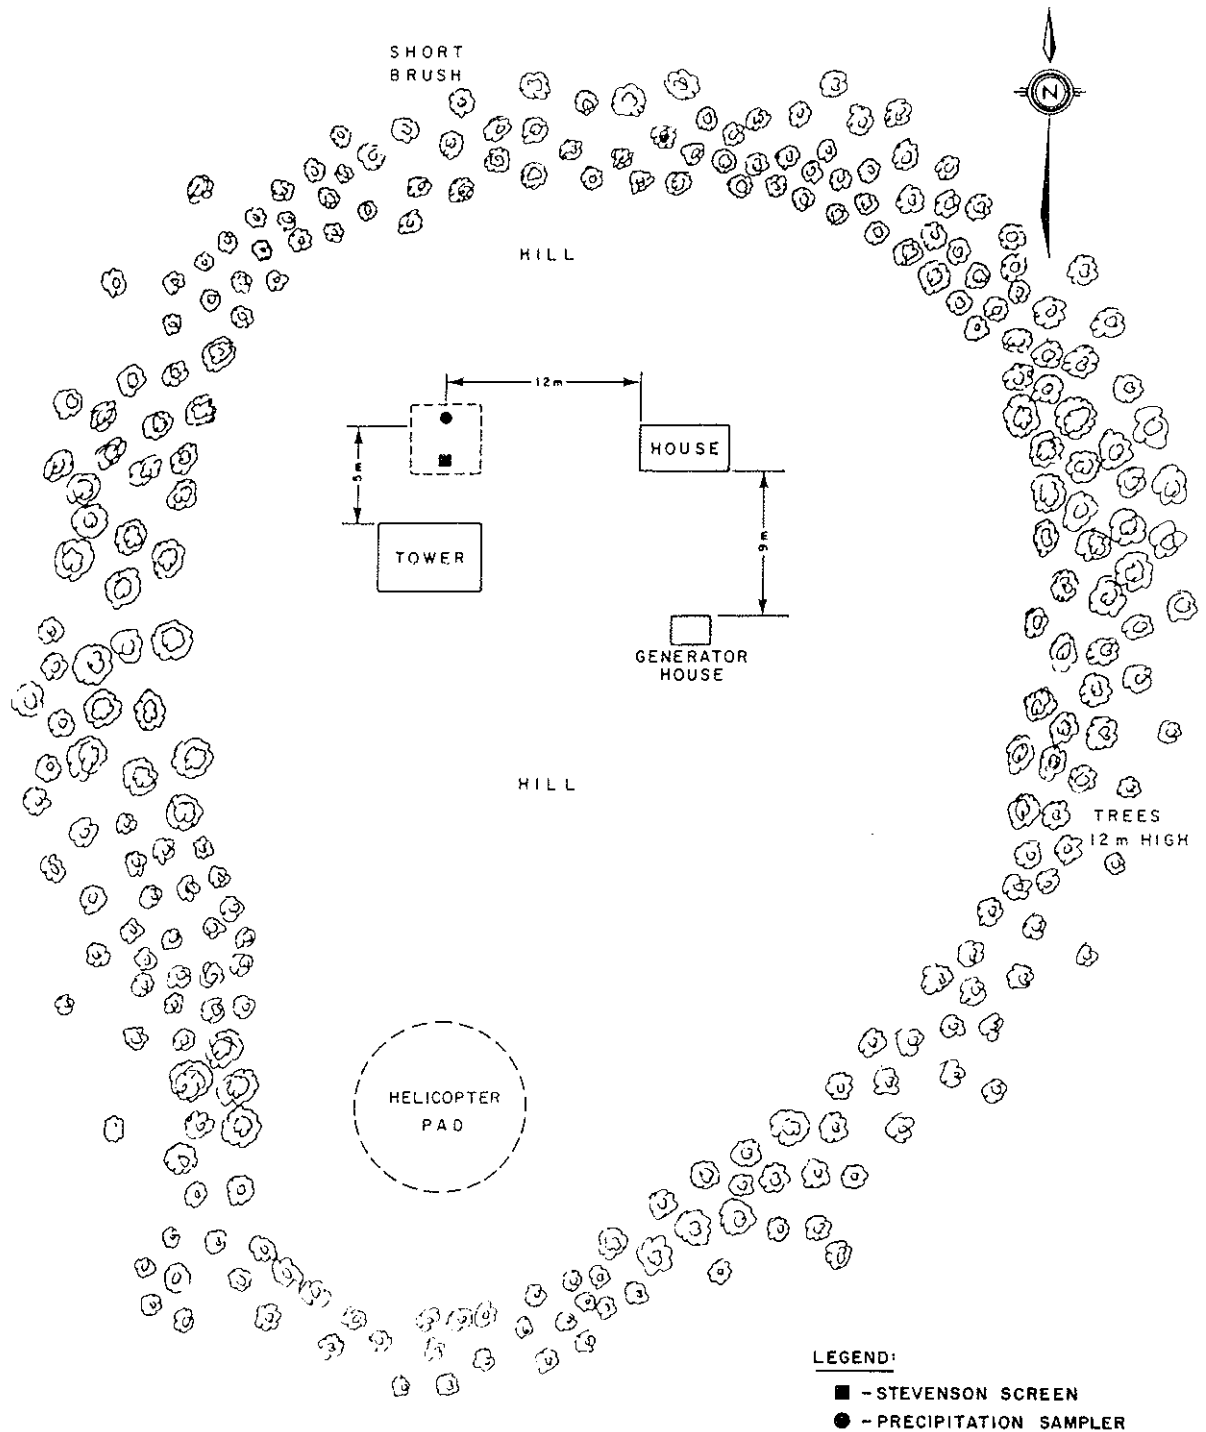 SHORT
BRUSH
N
HILL
12m
HOUSE
5m
TOWER
9m
GENERATOR
HOUSE
HILL
TREES
12 m HIGH
HELICOPTER
PAD
LEGEND:
■ - STEVENSON SCREEN
● - PRECIPITATION SAMPLER